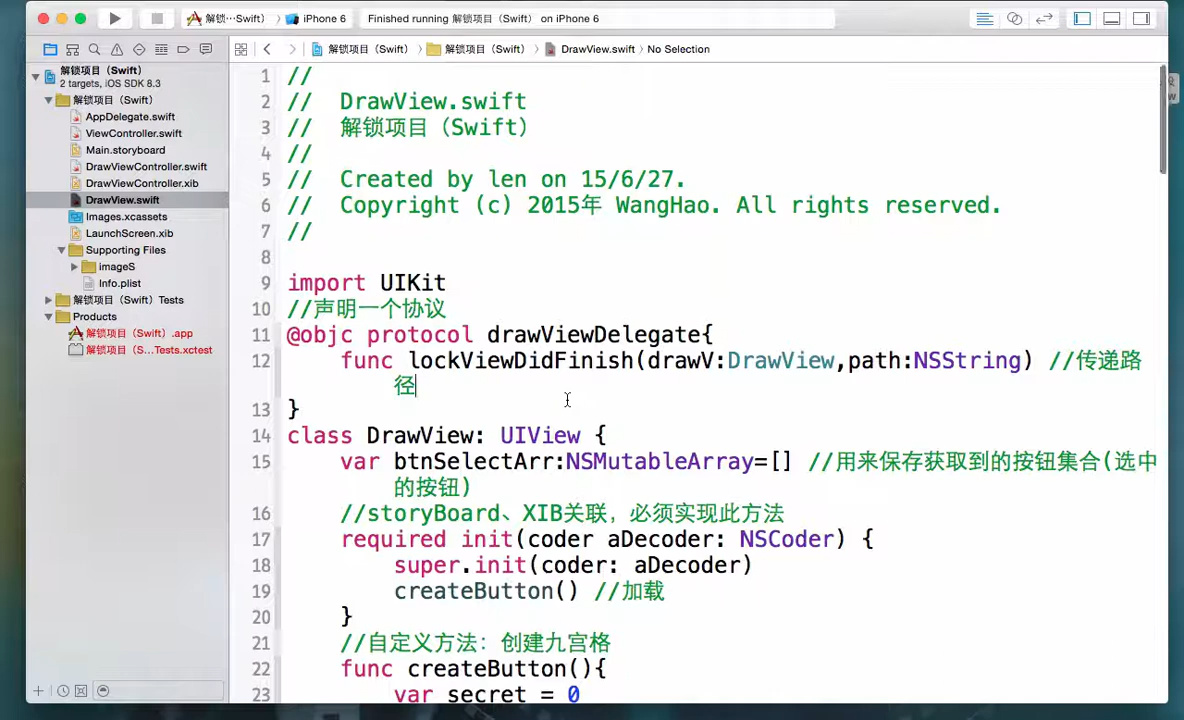 解锁···Swift） iPhone 6 Finished running 解锁项目（Swift） on iPhone 6
解锁项目（Swift） 解锁项目（Swift） DrawView.swift No Selection
解锁项目（Swift）
2 targets, iOS SDK 8.3
解锁项目（Swift）
AppDelegate.swift
ViewController.swift
Main.storyboard
DrawViewController.swift
DrawViewController.xib
DrawView.swift
Images.xcassets
LaunchScreen.xib
Supporting Files
imageS
Info.plist
解锁项目（Swift）Tests
Products
解锁项目（Swift）.app
解锁项目（S...Tests.xctest
1 //
2 //  DrawView.swift
3 //  解锁项目（Swift）
4 //
5 //  Created by len on 15/6/27.
6 //  Copyright (c) 2015年 WangHao. All rights reserved.
7 //
8
9 import UIKit
10 //声明一个协议
11 @objc protocol drawViewDelegate{
12     func lockViewDidFinish(drawV:DrawView,path:NSString) //传递路
径
13 }
14 class DrawView: UIView {
15     var btnSelectArr:NSMutableArray=[] //用来保存获取到的按钮集合(选中
的按钮)
16     //storyBoard、XIB关联，必须实现此方法
17     required init(coder aDecoder: NSCoder) {
18         super.init(coder: aDecoder)
19         createButton() //加载
20     }
21     //自定义方法：创建九宫格
22     func createButton(){
23         var secret = 0